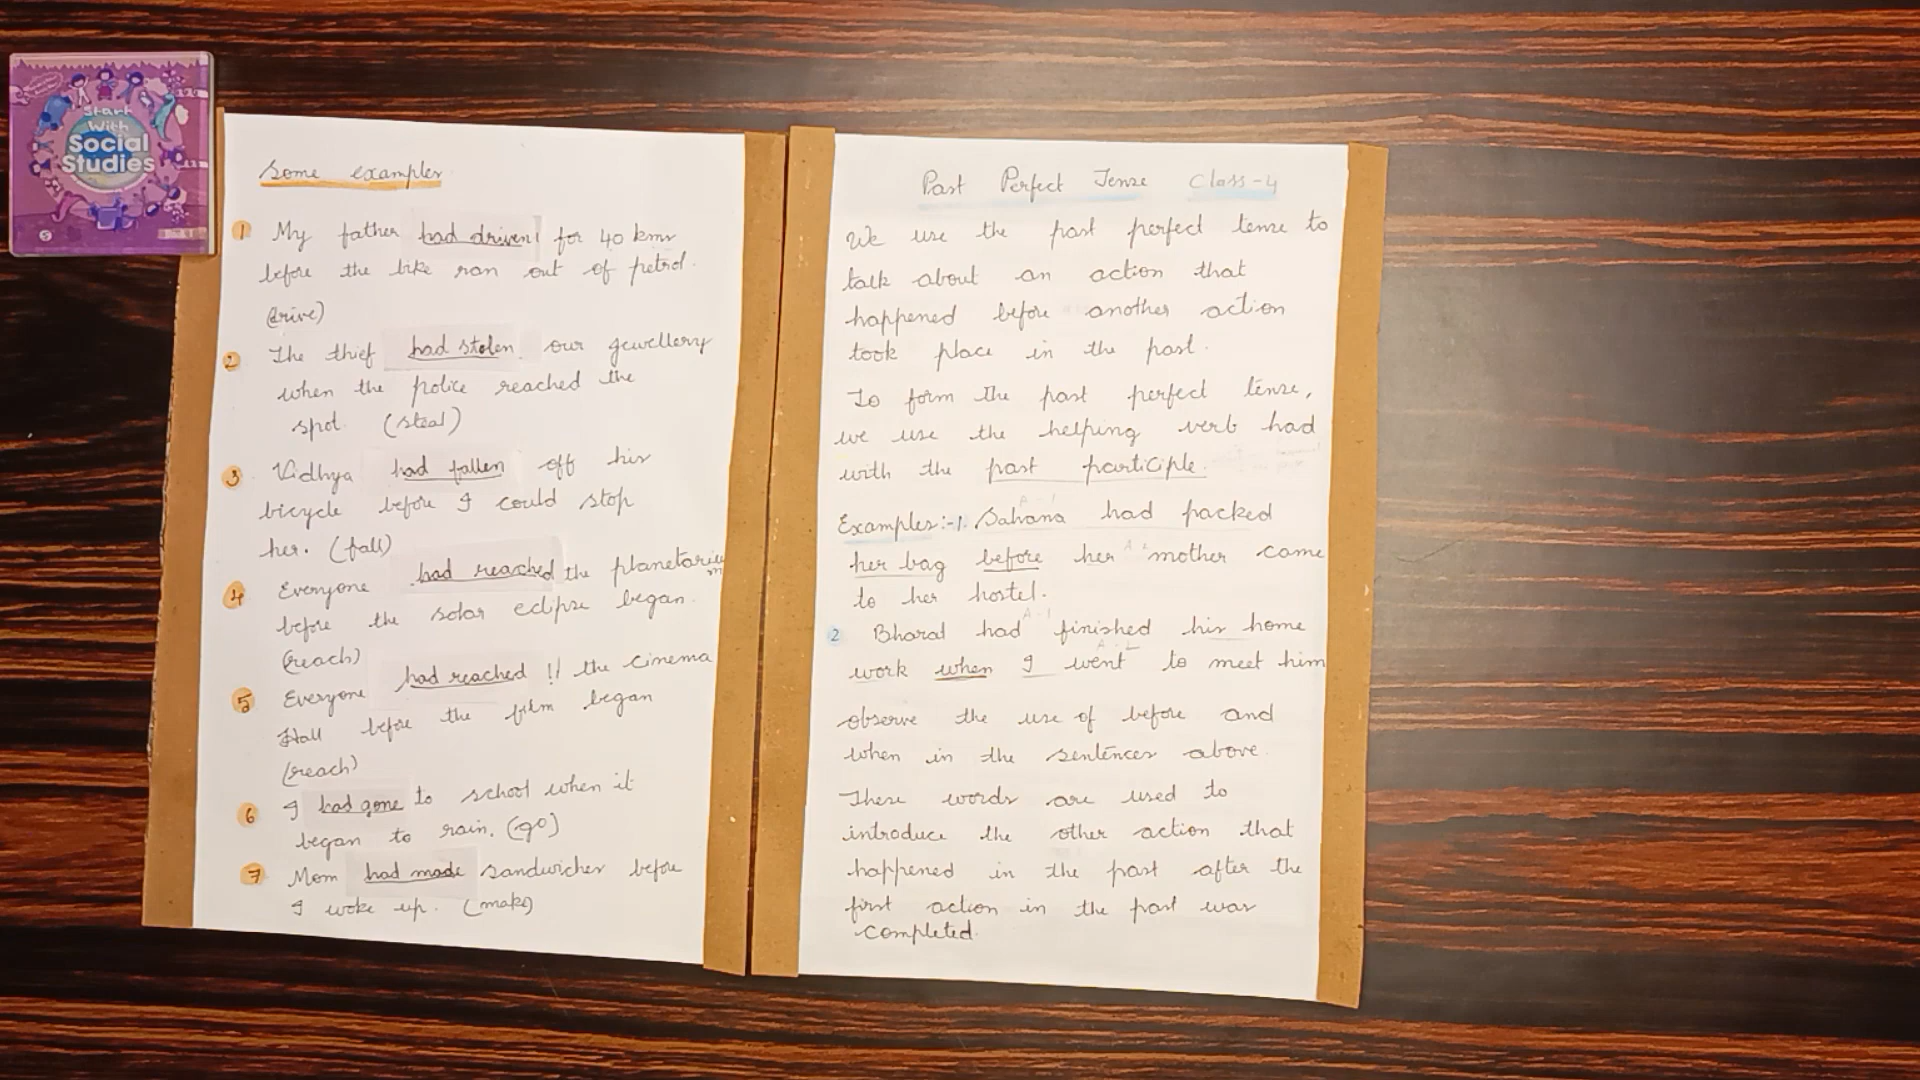 Start
With
Social
Studies
5
Some examples
1 My father had driven for 40 kms
before the bike ran out of petrol.
(drive)
2 The thief had stolen our gewellery
when the police reached the
spot. (steal)
3 Vidhya had fallen off his
bicycle before I could stop
her. (fall)
4 Everyone had reached the planetarium
before the solar eclipse began.
(reach)
5 Everyone had reached the cinema
Hall before the film began
(reach)
6 I had gone to school when it
began to rain. (go)
7 Mom had made sandwiches before
I woke up. (make)
Past Perfect Tense Class-4
We use the past perfect tense to
talk about an action that
happened before another action
took place in the past.
To form the past perfect tense,
we use the helping verb had
with the past participle.
A-1
Examples:-1. Sahana had packed
her bag before her A-2 mother came
to her hostel.
A-1
2 Bharad had finished his home
A-2
work when I went to meet him
observe the use of before and
when in the sentences above.
These words are used to
introduce the other action that
happened in the past after the
first action in the past was
completed.